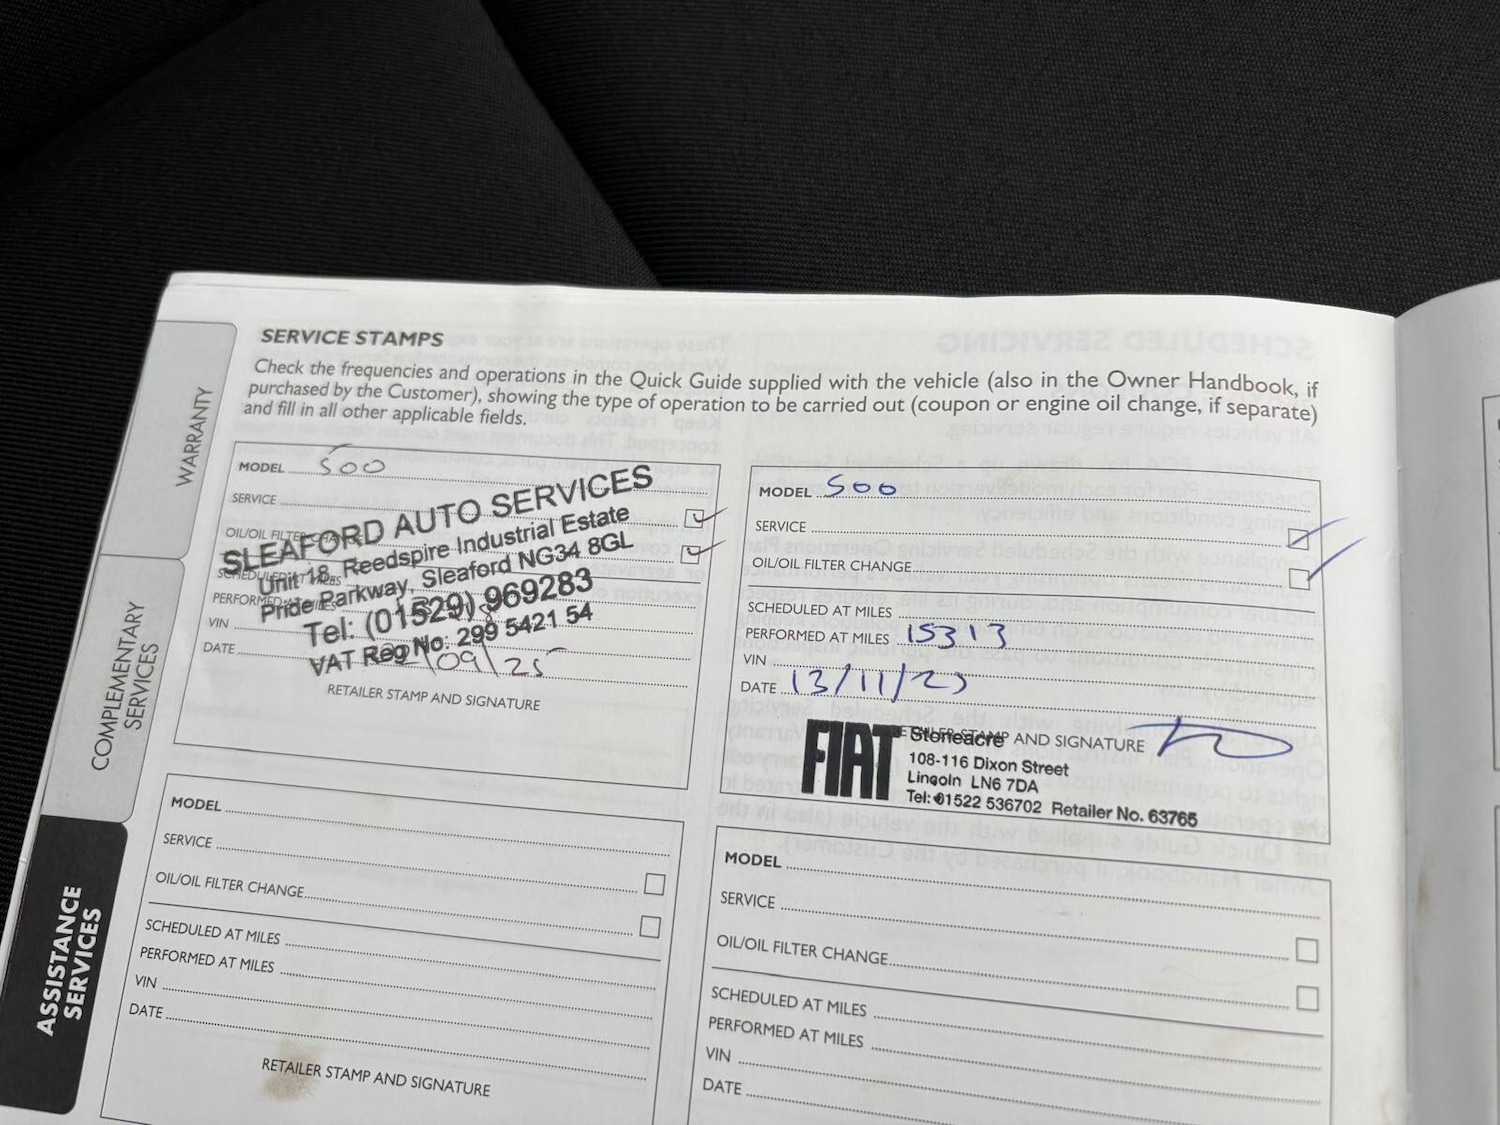 SERVICE STAMPS
Check the frequencies and operations in the Quick Guide supplied with the vehicle (also in the Owner Handbook, if
purchased by the Customer), showing the type of operation to be carried out (coupon or engine oil change, if separate)
and fill in all other applicable fields.
WARRANTY
COMPLEMENTARY
SERVICES
ASSISTANCE
SERVICES
MODEL 500
SERVICE
OIL/OIL FILTER CHANGE
SCHEDULED AT MILES
PERFORMED
VIN
DATE /09/25
SLEAFORD AUTO SERVICES
Unit 18, Reedspire Industrial Estate
Pride Parkway, Sleaford NG34 8GL
Tel: (01529) 969283
VAT Reg No: 299 5421 54
RETAILER STAMP AND SIGNATURE
MODEL 500
SERVICE
OIL/OIL FILTER CHANGE
SCHEDULED AT MILES
PERFORMED AT MILES 15313
VIN
DATE 13/11/23
RETAILER STAMP AND SIGNATURE
FIAT
Stoneacre
108-116 Dixon Street
Lincoln LN6 7DA
Tel: 01522 536702 Retailer No. 63765
MODEL
SERVICE
OIL/OIL FILTER CHANGE
SCHEDULED AT MILES
PERFORMED AT MILES
VIN
DATE
RETAILER STAMP AND SIGNATURE
MODEL
SERVICE
OIL/OIL FILTER CHANGE
SCHEDULED AT MILES
PERFORMED AT MILES
VIN
DATE